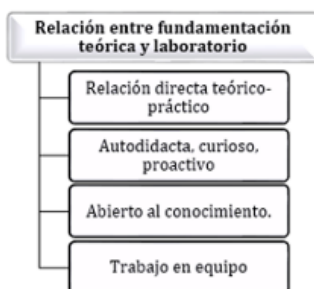 Relación entre fundamentación
teórica y laboratorio
Relación directa teórico-
práctico
Autodidacta, curioso,
proactivo
Abierto al conocimiento.
Trabajo en equipo